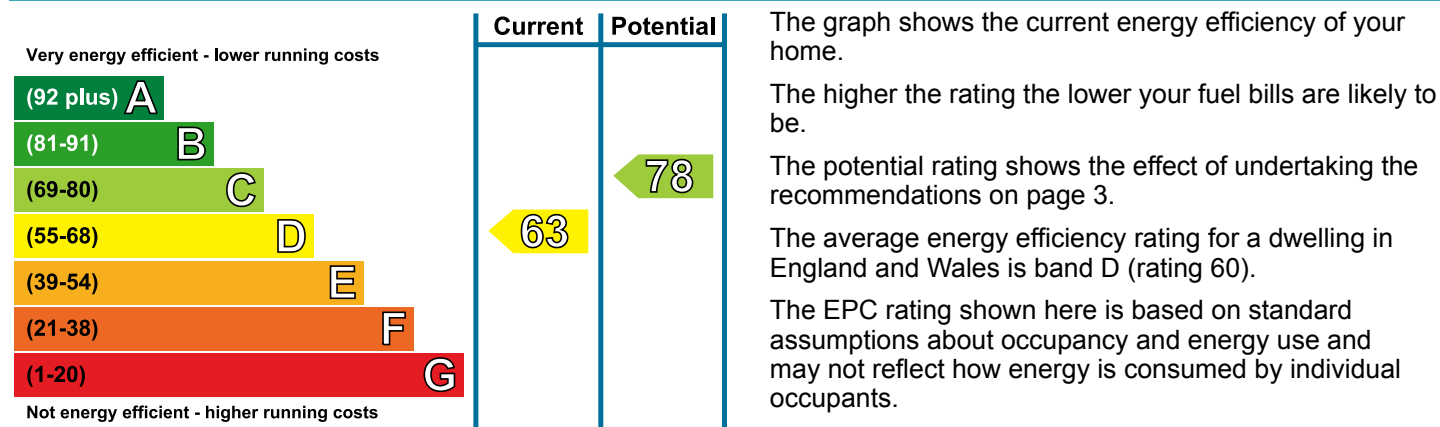 Current Potential
Very energy efficient - lower running costs
(92 plus) A
(81-91) B
(69-80) C
78
(55-68) D
63
(39-54) E
(21-38) F
(1-20) G
Not energy efficient - higher running costs
The graph shows the current energy efficiency of your
home.
The higher the rating the lower your fuel bills are likely to
be.
The potential rating shows the effect of undertaking the
recommendations on page 3.
The average energy efficiency rating for a dwelling in
England and Wales is band D (rating 60).
The EPC rating shown here is based on standard
assumptions about occupancy and energy use and
may not reflect how energy is consumed by individual
occupants.